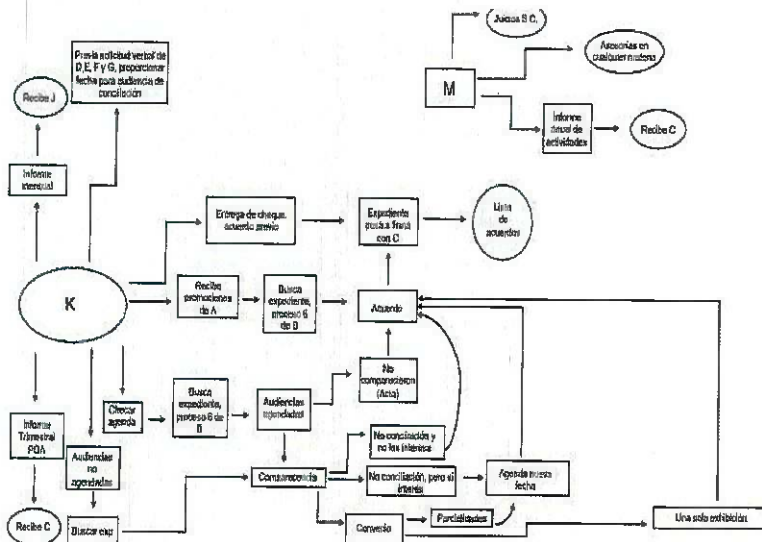 Juicios S.C.
Previa solicitud verbal de
D,E, F y G, proporcionar
fecha para audiencia de
conciliación
Asesorías en
cualquier materia
M
Recibe J
Informe
anual de
actividades
Recibe C
Informe
mensual
Entrega de cheque,
acuerdo previo
Expediente
pasa a firma
con C
Lista
de
acuerdos
K
Recibe
promociones
de A
Busca
expediente,
proceso 6
de B
Acuerdo
No
comparecieron
(Acta)
Checar
agenda
Busca
expediente,
proceso 6 de
B
Audiencias
agendadas
Informe
Trimestral
POA
Audiencias
no
agendadas
No conciliación y
no les interesa
Comparecencia
No conciliación, pero si
interés
Agenda nueva
fecha
Recibe C
Buscar exp
Convenio
Parcialidades
Una sola exhibición